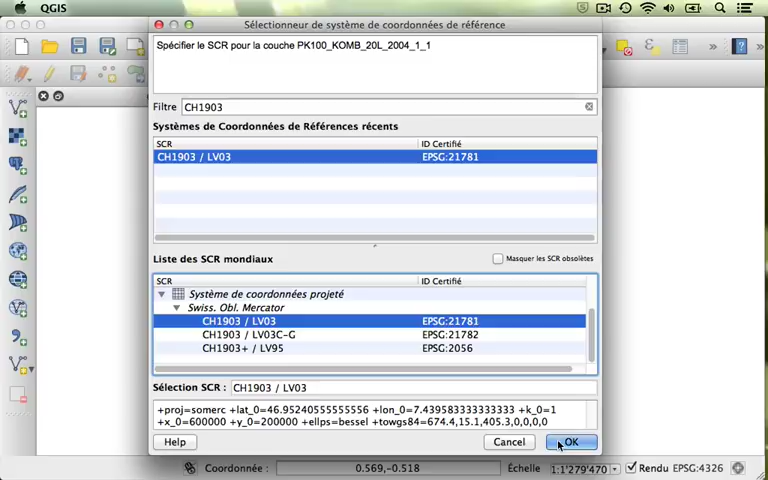 QGIS
Sélectionneur de système de coordonnées de référence
Spécifier le SCR pour la couche PK100_KOMB_20L_2004_1_1
Filtre CH1903
Systèmes de Coordonnées de Références récents
SCR ID Certifié
CH1903 / LV03 EPSG:21781
Liste des SCR mondiaux Masquer les SCR obsolètes
SCR ID Certifié
Système de coordonnées projeté
Swiss. Obl. Mercator
CH1903 / LV03 EPSG:21781
CH1903 / LV03C-G EPSG:21782
CH1903+ / LV95 EPSG:2056
Sélection SCR : CH1903 / LV03
+proj=somerc +lat_0=46.95240555555556 +lon_0=7.439583333333333 +k_0=1
+x_0=600000 +y_0=200000 +ellps=bessel +towgs84=674.4,15.1,405.3,0,0,0,0
Help Cancel OK
Coordonnée : 0.569,-0.518 Échelle 1:1'279'470 Rendu EPSG:4326